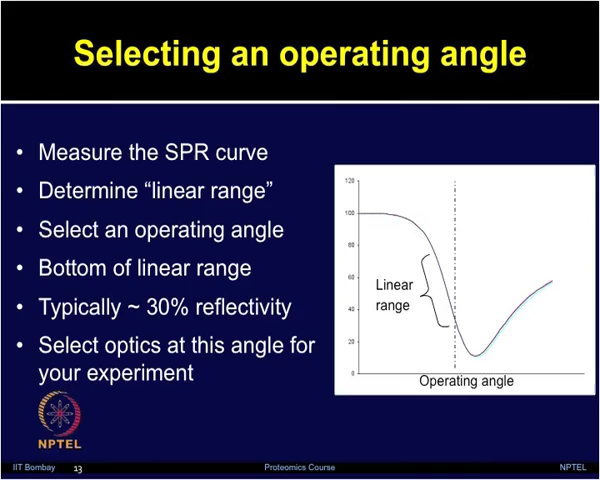 Selecting an operating angle
• Measure the SPR curve
• Determine “linear range”
• Select an operating angle
• Bottom of linear range
• Typically ~ 30% reflectivity
• Select optics at this angle for
your experiment
120
100
80
60
40
20
0
Linear
range
Operating angle
NPTEL
IIT Bombay
13
Proteomics Course
NPTEL